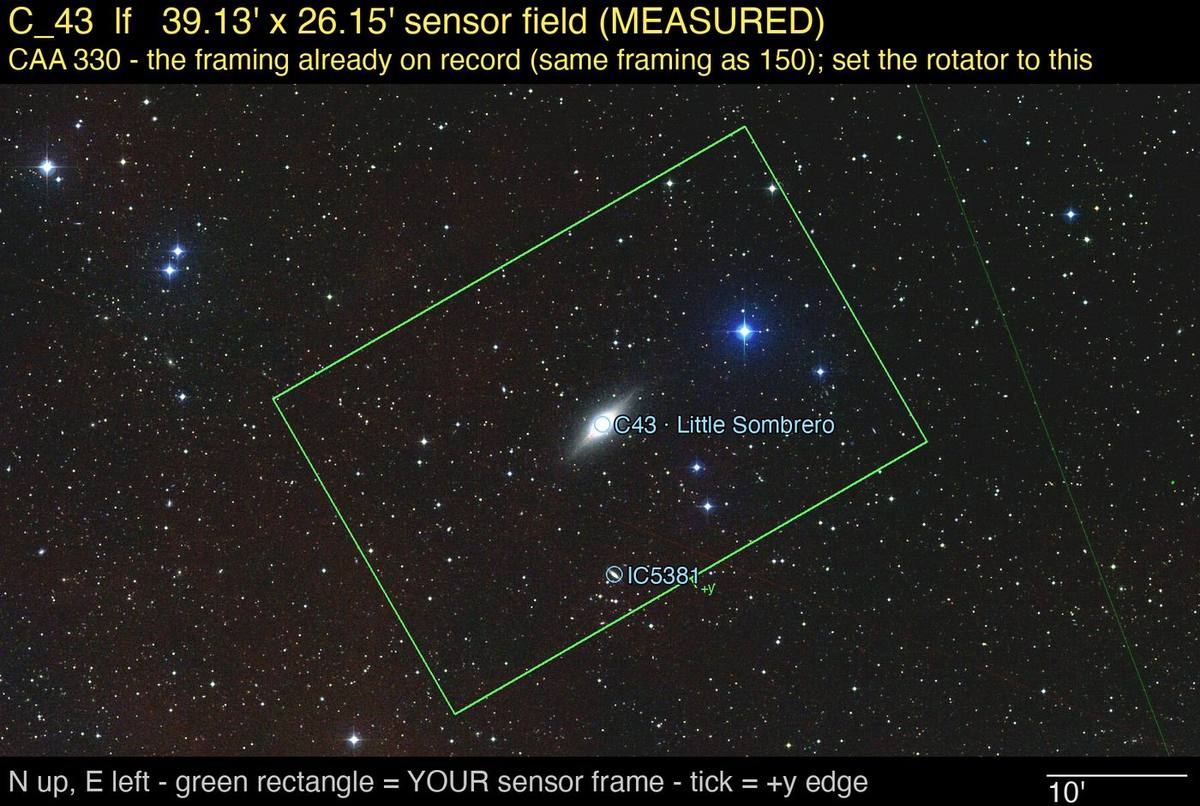 C_43 lf 39.13' x 26.15' sensor field (MEASURED)
CAA 330 - the framing already on record (same framing as 150); set the rotator to this
C43 · Little Sombrero
IC5381
+y
N up, E left - green rectangle = YOUR sensor frame - tick = +y edge
10'